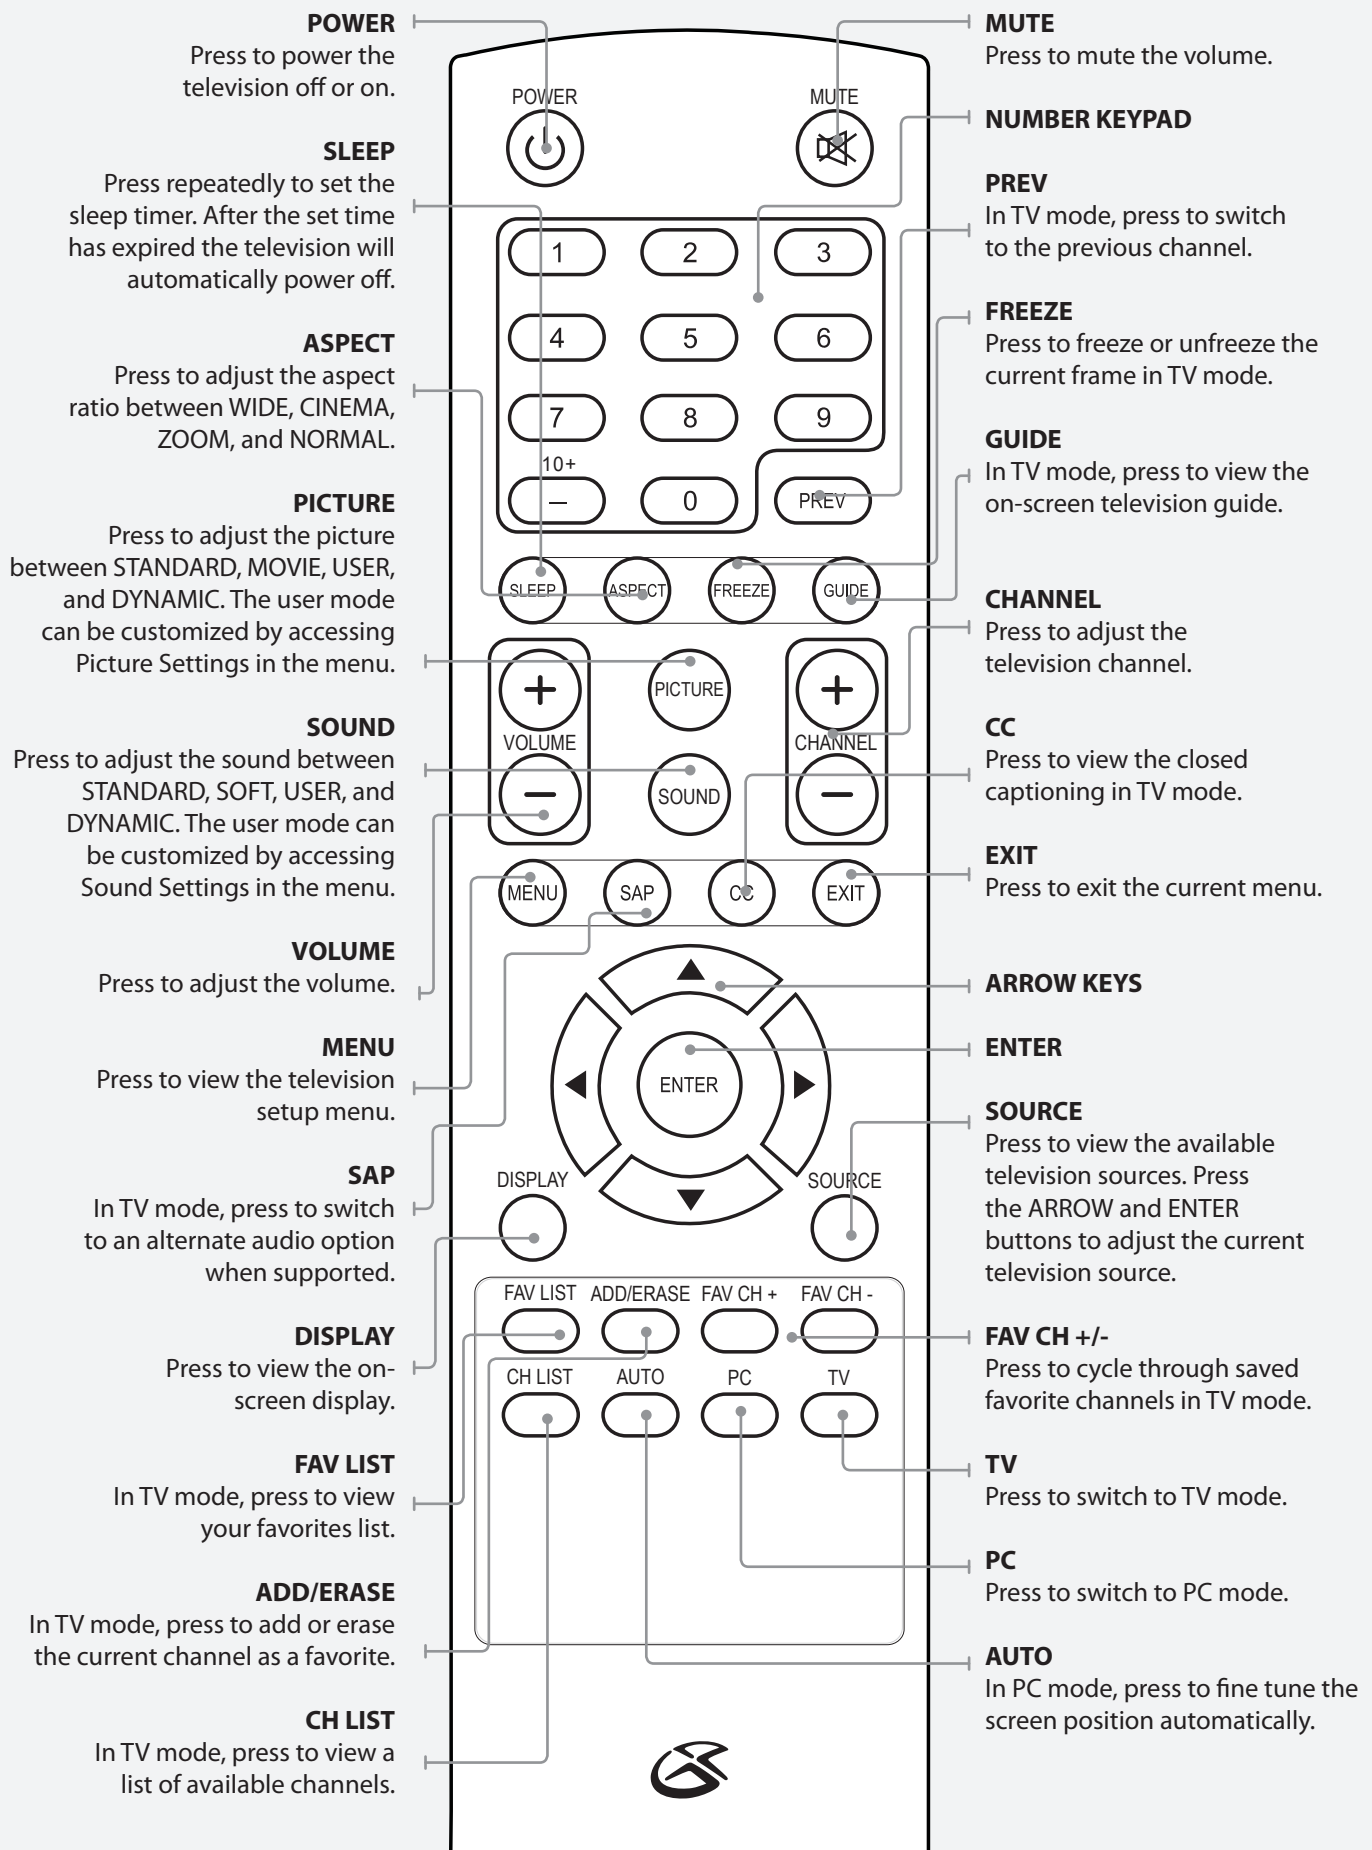 POWER
Press to power the
television off or on.
SLEEP
Press repeatedly to set the
sleep timer. After the set time
has expired the television will
automatically power off.
ASPECT
Press to adjust the aspect
ratio between WIDE, CINEMA,
ZOOM, and NORMAL.
PICTURE
Press to adjust the picture
between STANDARD, MOVIE, USER,
and DYNAMIC. The user mode
can be customized by accessing
Picture Settings in the menu.
SOUND
Press to adjust the sound between
STANDARD, SOFT, USER, and
DYNAMIC. The user mode can
be customized by accessing
Sound Settings in the menu.
VOLUME
Press to adjust the volume.
MENU
Press to view the television
setup menu.
SAP
In TV mode, press to switch
to an alternate audio option
when supported.
DISPLAY
Press to view the on-
screen display.
FAV LIST
In TV mode, press to view
your favorites list.
ADD/ERASE
In TV mode, press to add or erase
the current channel as a favorite.
CH LIST
In TV mode, press to view a
list of available channels.
POWER MUTE
1 2 3
4 5 6
7 8 9
10+
– 0 PREV
SLEEP ASPECT FREEZE GUIDE
+ PICTURE +
VOLUME CHANNEL
– SOUND –
MENU SAP CC EXIT
ENTER
DISPLAY SOURCE
FAV LIST ADD/ERASE FAV CH + FAV CH -
CH LIST AUTO PC TV
MUTE
Press to mute the volume.
NUMBER KEYPAD
PREV
In TV mode, press to switch
to the previous channel.
FREEZE
Press to freeze or unfreeze the
current frame in TV mode.
GUIDE
In TV mode, press to view the
on-screen television guide.
CHANNEL
Press to adjust the
television channel.
CC
Press to view the closed
captioning in TV mode.
EXIT
Press to exit the current menu.
ARROW KEYS
ENTER
SOURCE
Press to view the available
television sources. Press
the ARROW and ENTER
buttons to adjust the current
television source.
FAV CH +/-
Press to cycle through saved
favorite channels in TV mode.
TV
Press to switch to TV mode.
PC
Press to switch to PC mode.
AUTO
In PC mode, press to fine tune the
screen position automatically.